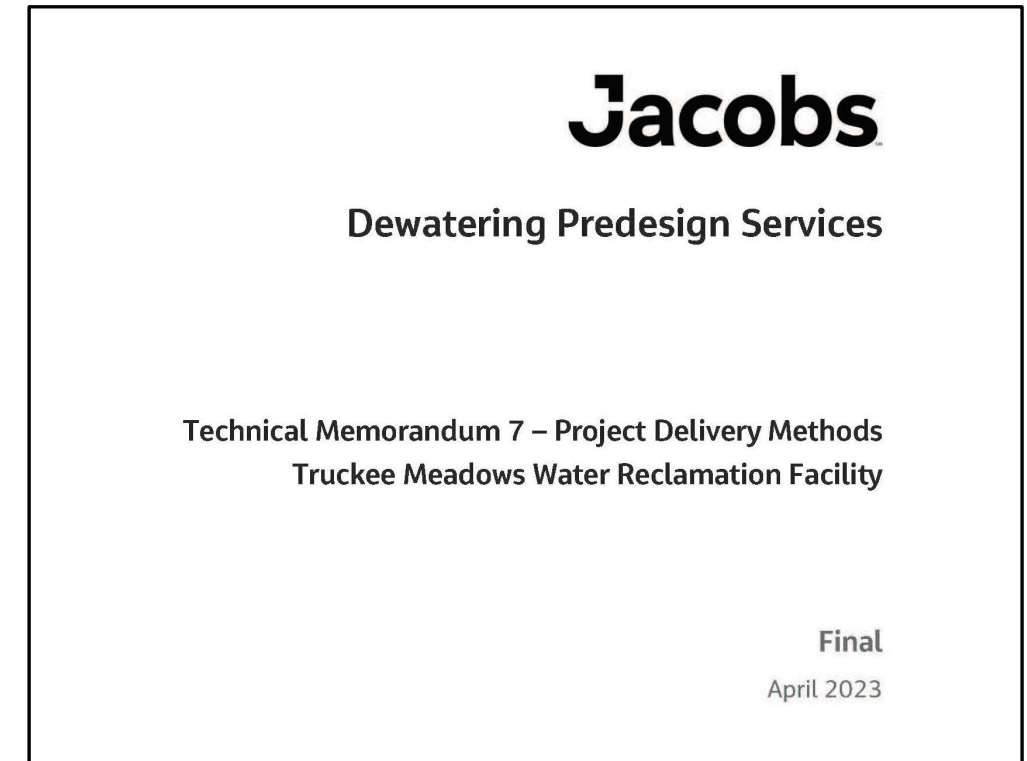 Jacobs
Dewatering Predesign Services
Technical Memorandum 7 – Project Delivery Methods
Truckee Meadows Water Reclamation Facility
Final
April 2023